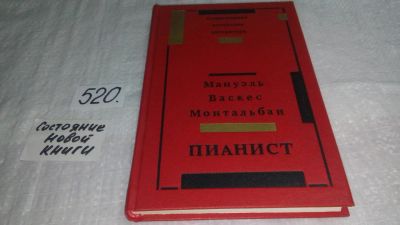 520.
Состояние
новой
книги
Мануэль
Васкес
Монтальбан
ПИАНИСТ